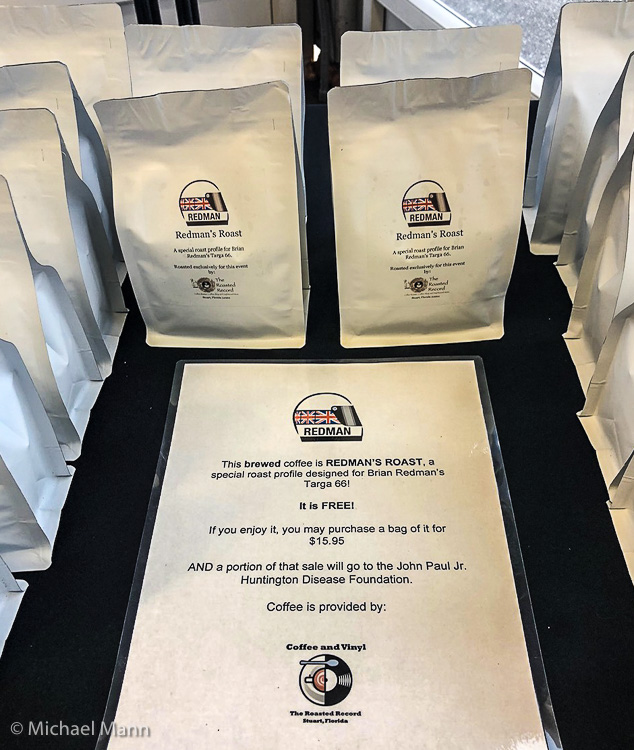 REDMAN
Redman's Roast
A special roast profile for Brian
Redman's Targa 66.
Roasted exclusively for this event
by:
The
Roasted
Record
Stuart, Florida
REDMAN
Redman's Roast
A special roast profile for Brian
Redman's Targa 66.
Roasted exclusively for this event
by:
The
Roasted
Record
Stuart, Florida
REDMAN
This brewed coffee is REDMAN'S ROAST, a
special roast profile designed for Brian Redman's
Targa 66!
It is FREE!
If you enjoy it, you may purchase a bag of it for
$15.95
AND a portion of that sale will go to the John Paul Jr.
Huntington Disease Foundation.
Coffee is provided by:
Coffee and Vinyl
The Roasted Record
Stuart, Florida
© Michael Mann